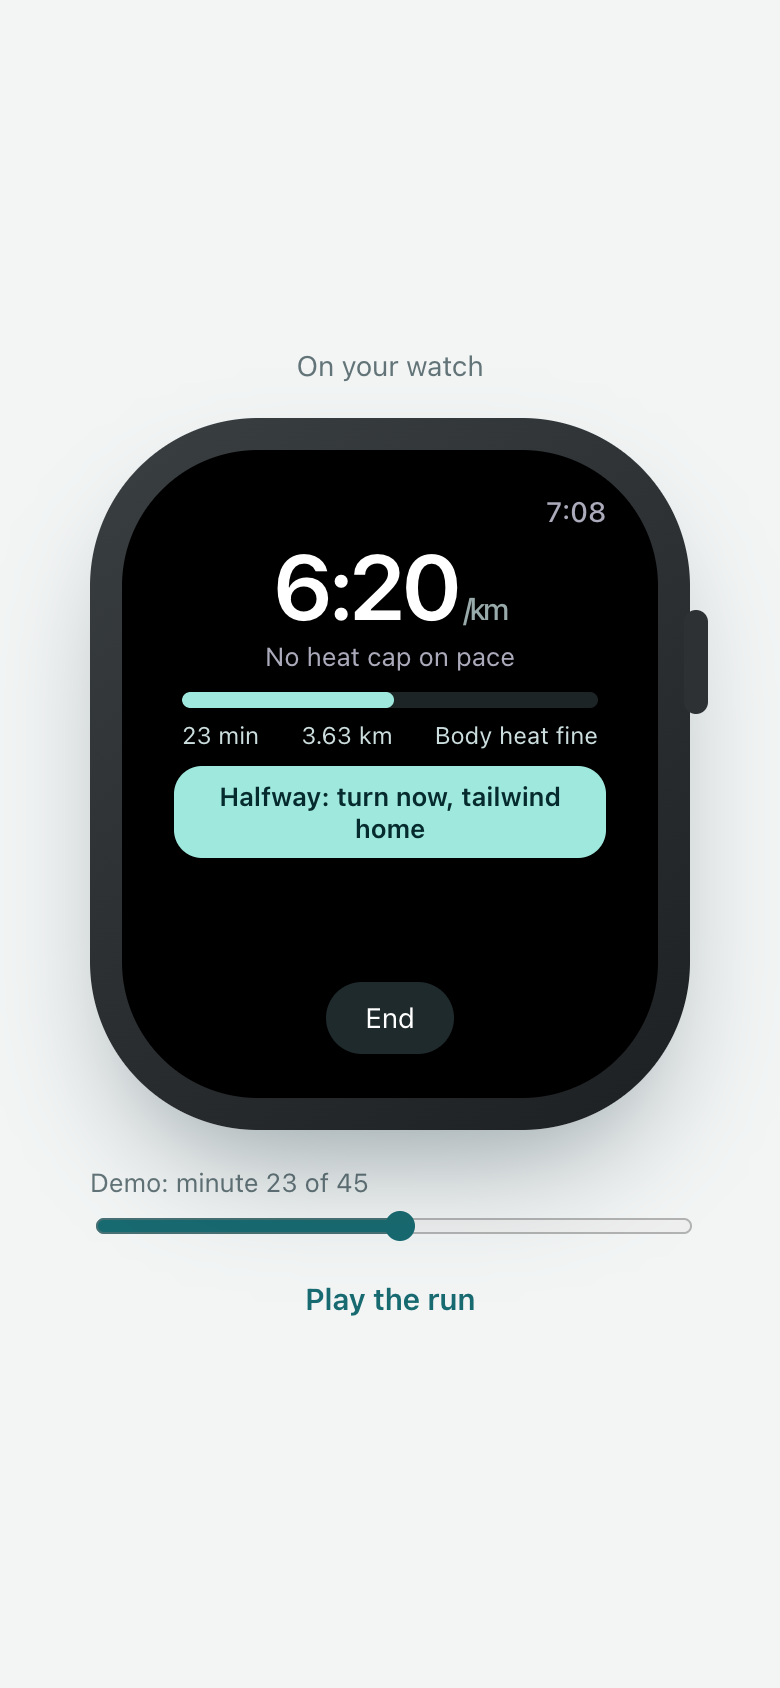 On your watch
7:08
6:20/km
No heat cap on pace
23 min 3.63 km Body heat fine
Halfway: turn now, tailwind
home
End
Demo: minute 23 of 45
Play the run